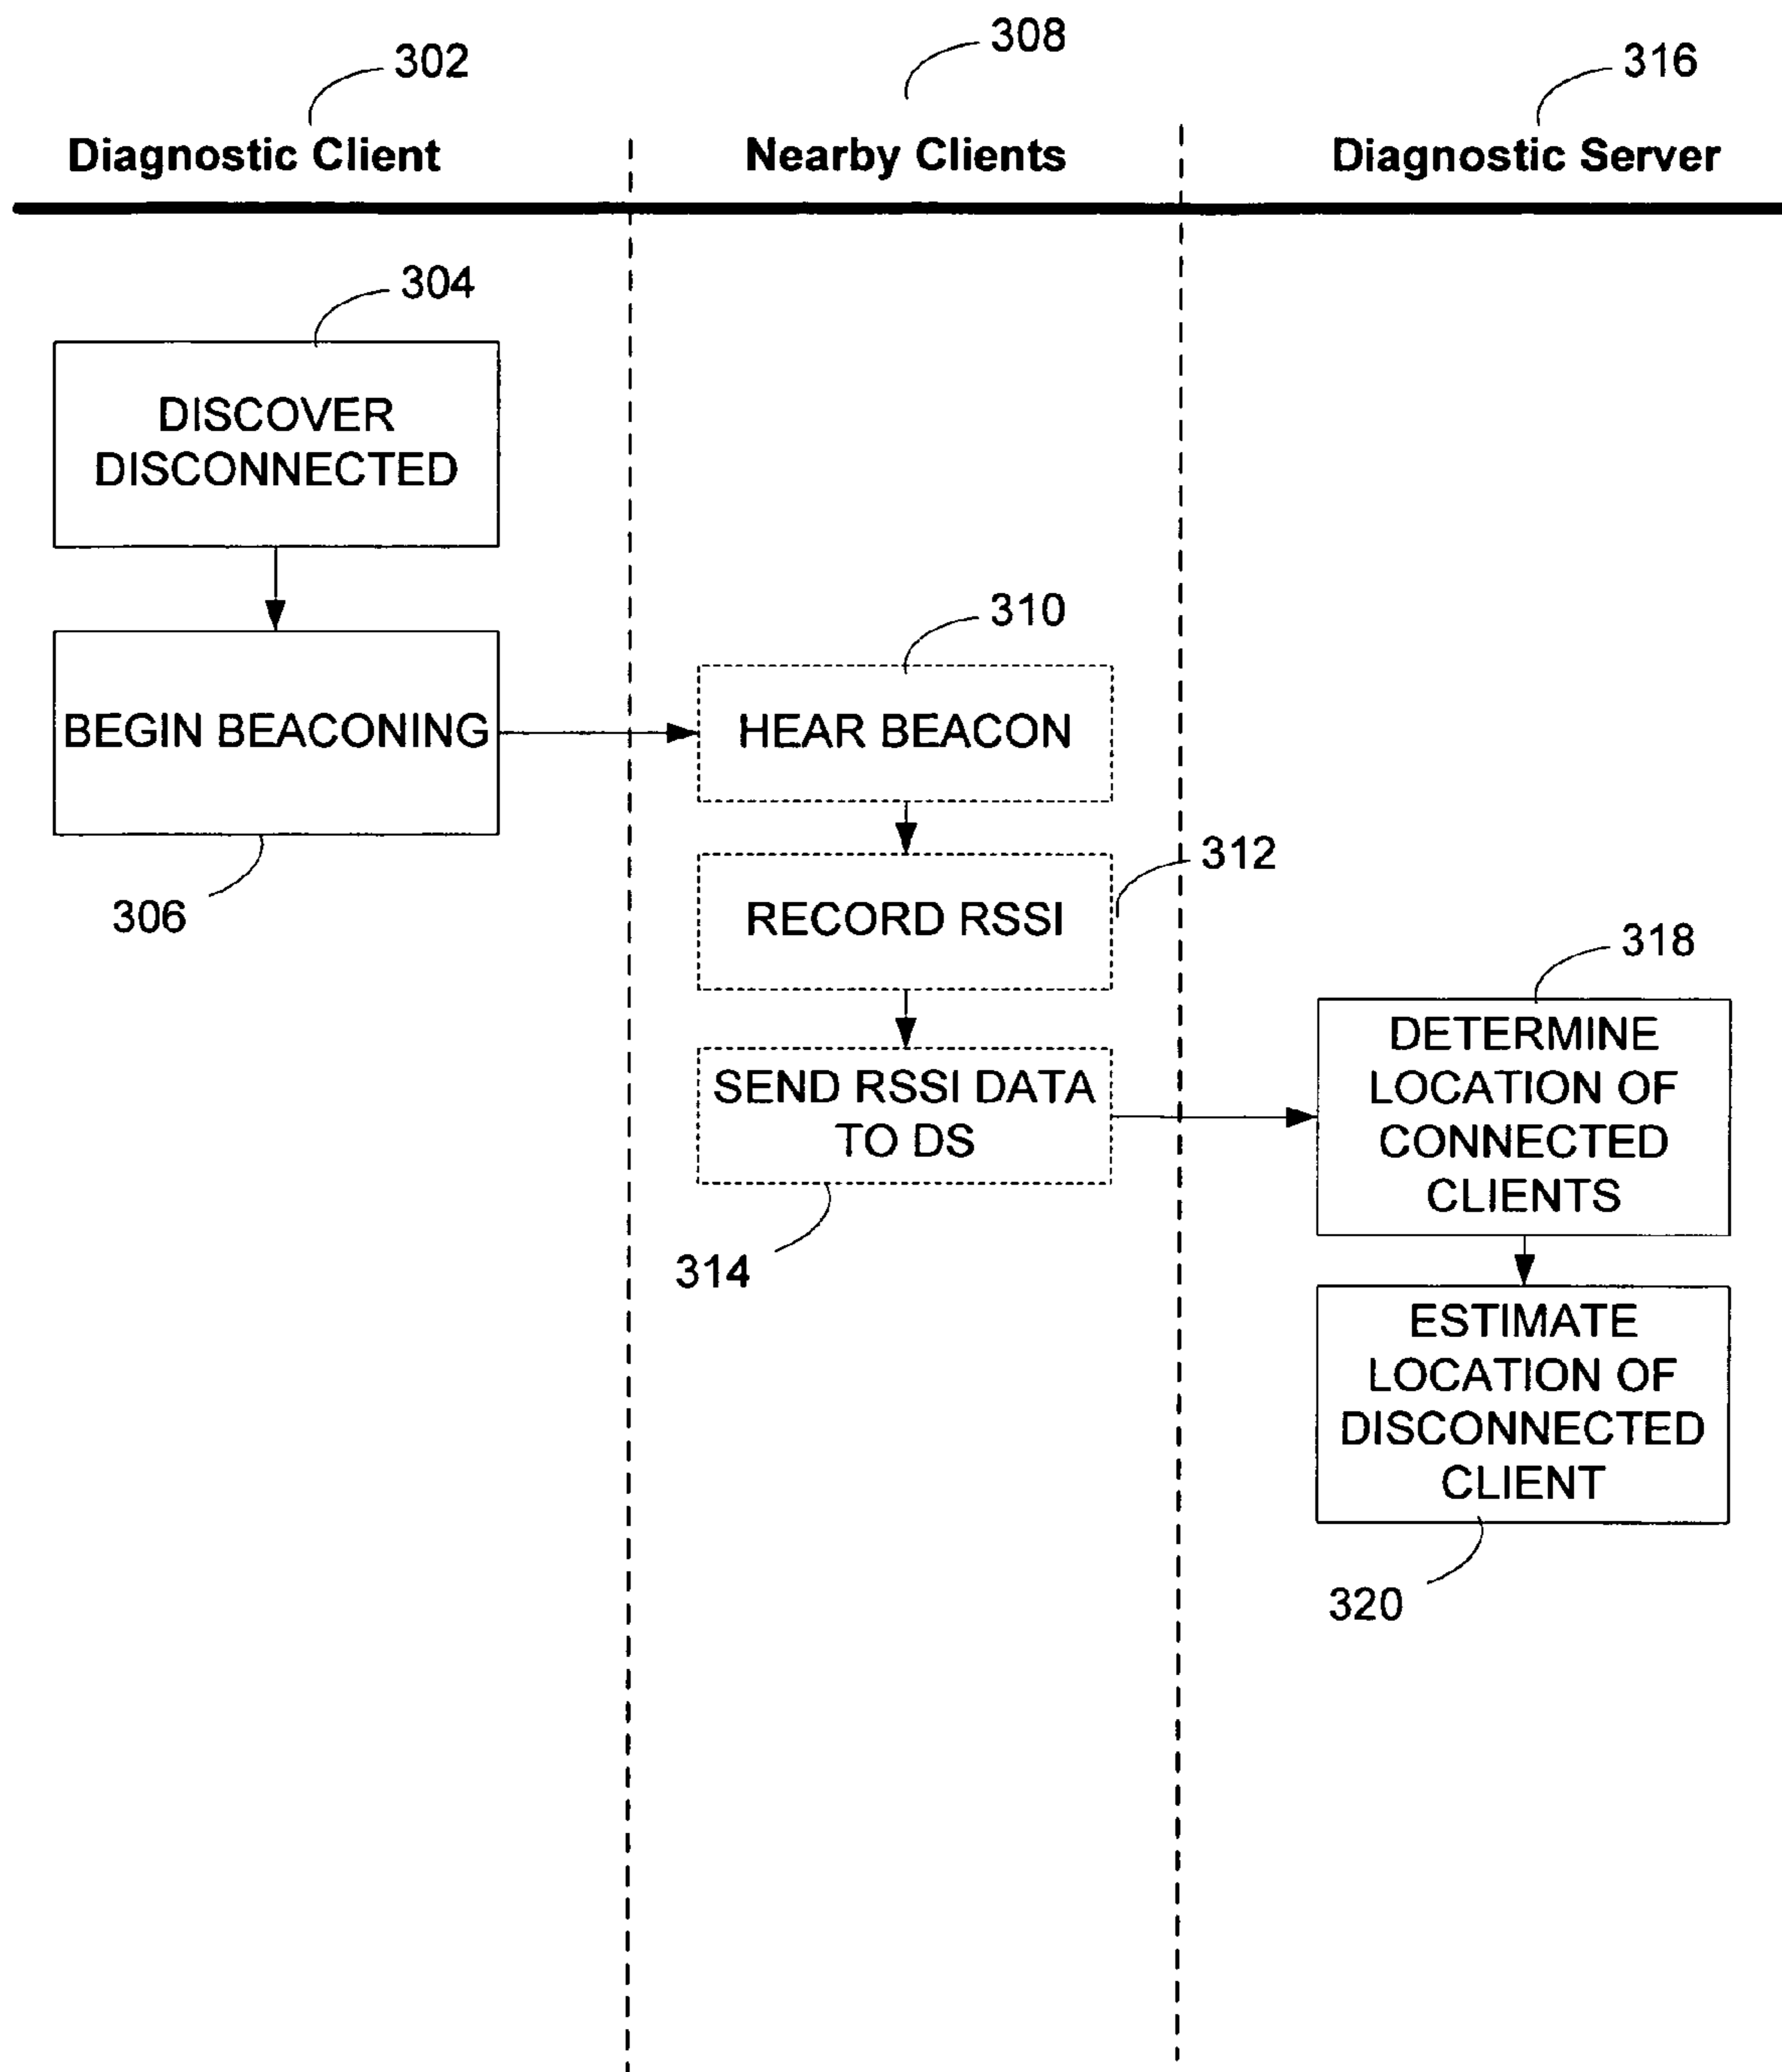 302
308
316
Diagnostic Client
Nearby Clients
Diagnostic Server
304
DISCOVER
DISCONNECTED
BEGIN BEACONING
306
310
HEAR BEACON
312
RECORD RSSI
SEND RSSI DATA
TO DS
314
318
DETERMINE
LOCATION OF
CONNECTED
CLIENTS
ESTIMATE
LOCATION OF
DISCONNECTED
CLIENT
320